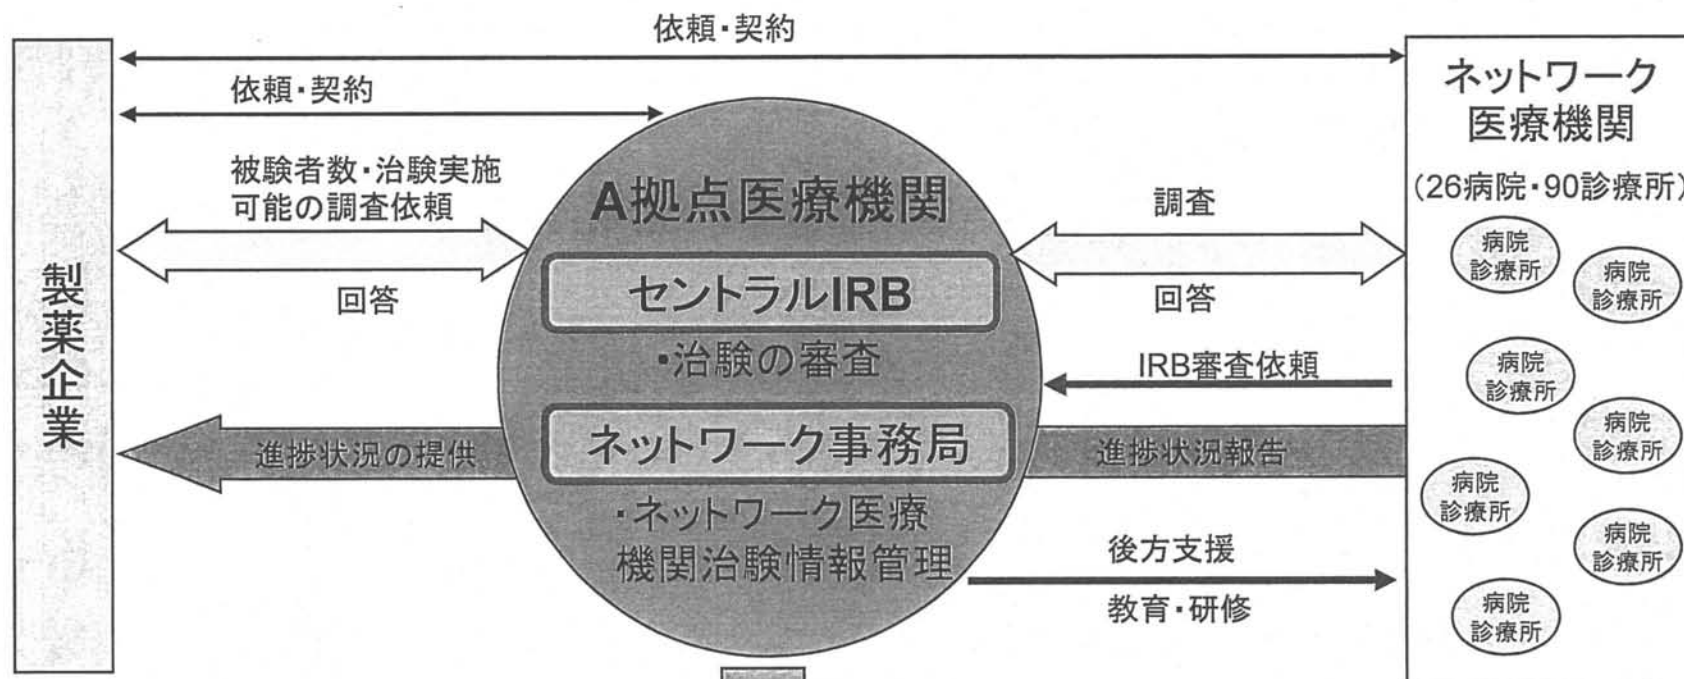 依頼・契約
依頼・契約
被験者数・治験実施
可能の調査依頼
回答
製薬企業
進捗状況の提供
A拠点医療機関
セントラルIRB
・治験の審査
ネットワーク事務局
・ネットワーク医療
機関治験情報管理
調査
回答
IRB審査依頼
進捗状況報告
後方支援
教育・研修
ネットワーク
医療機関
(26病院・90診療所)
病院
診療所
病院
診療所
病院
診療所
病院
診療所
病院
診療所
病院
診療所
病院
診療所